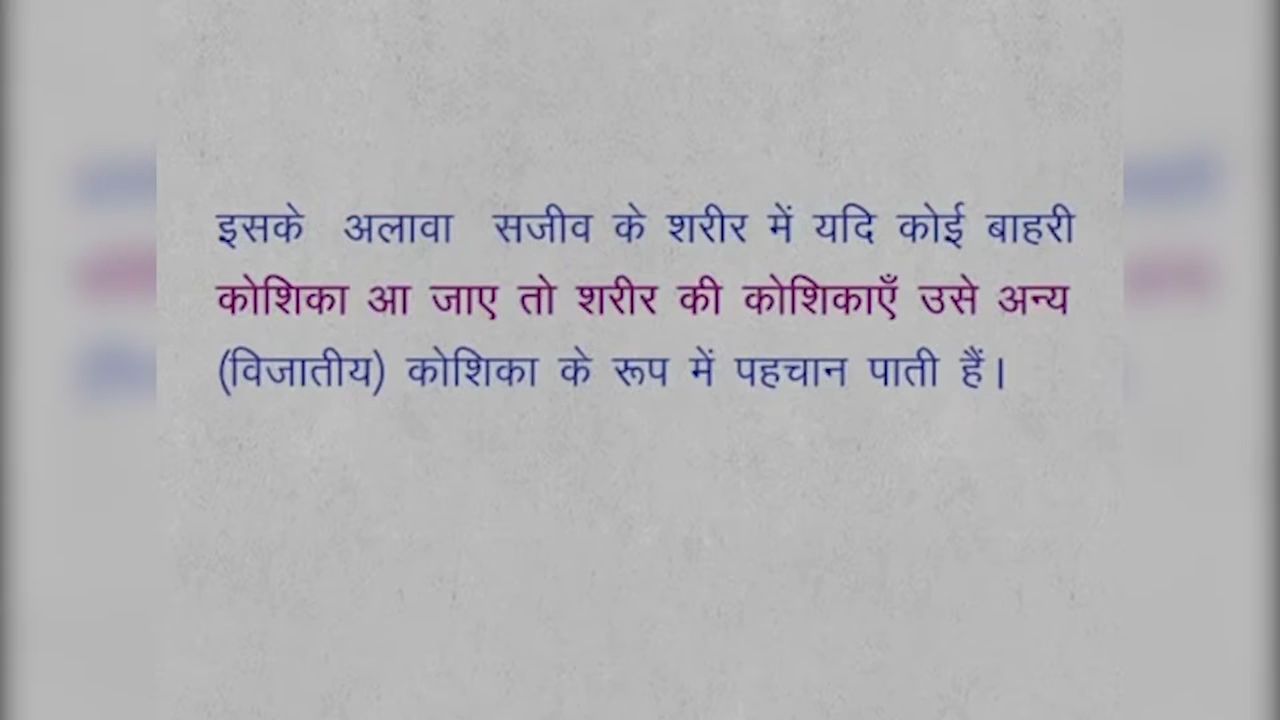 इसके अलावा सजीव के शरीर में यदि कोई बाहरी
कोशिका आ जाए तो शरीर की कोशिकाएँ उसे अन्य
(विजातीय) कोशिका के रूप में पहचान पाती हैं।